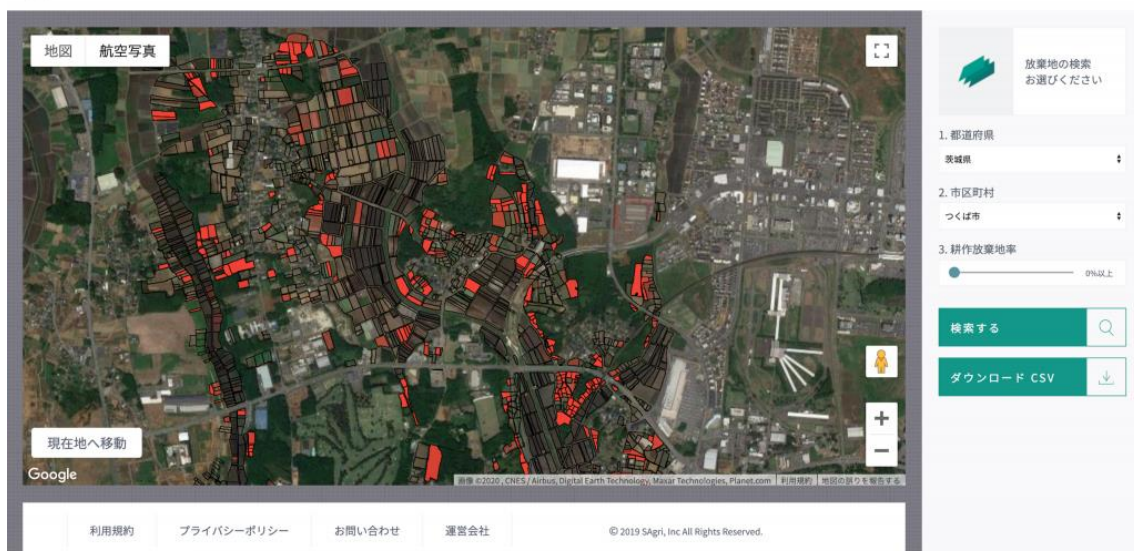 地図
航空写真
現在地へ移動
Google
画像 ©2020 , CNES / Airbus, Digital Earth Technology, Maxar Technologies, Planet.com
利用規約
地図の誤りを報告する
放棄地の検索
お選びください
1. 都道府県
茨城県
2. 市区町村
つくば市
3. 耕作放棄地率
0%以上
検索する
ダウンロード CSV
利用規約
プライバシーポリシー
お問い合わせ
運営会社
© 2019 SAgri, Inc All Rights Reserved.